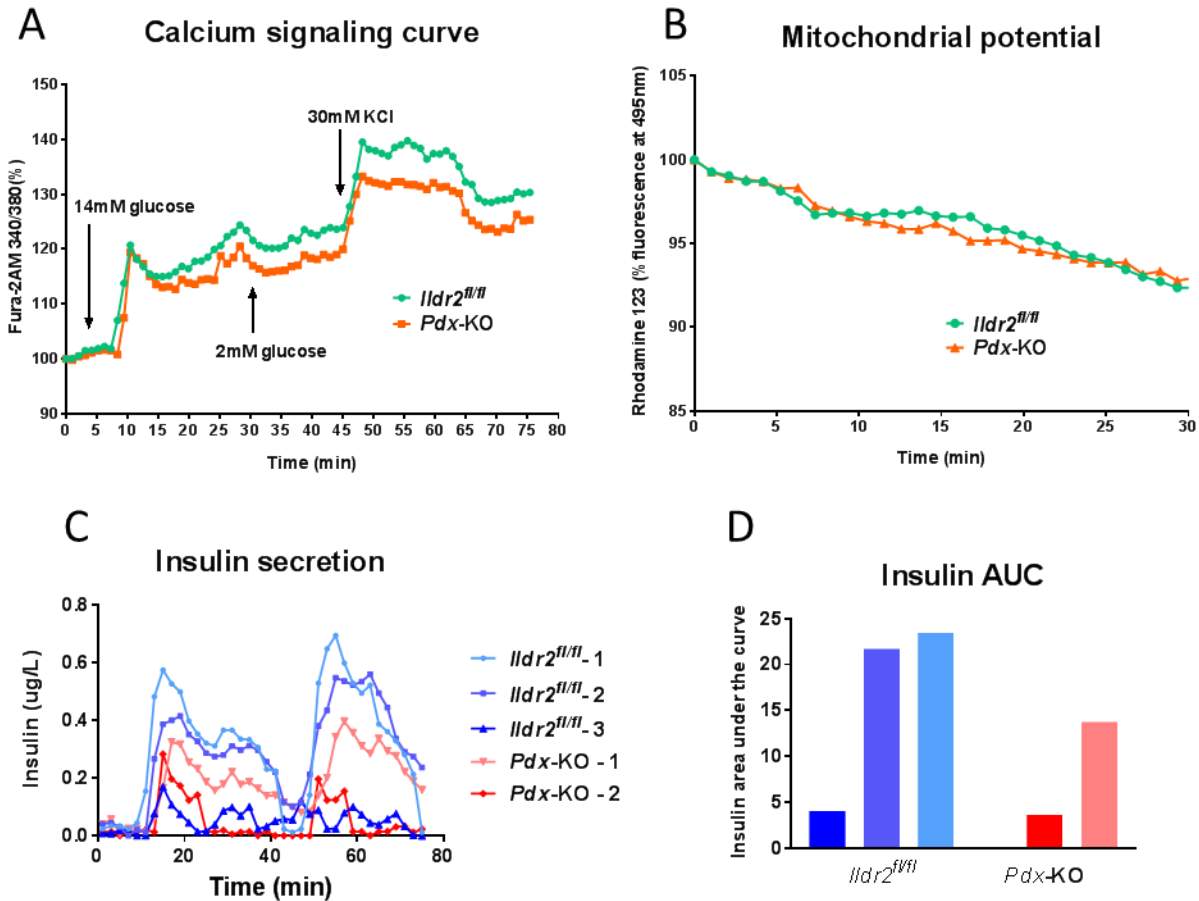 A
Calcium signaling curve
Fura-2AM 340/380(%)
150
140
130
120
110
100
90
14mM glucose
30mM KCl
2mM glucose
Ildr2fl/fl
Pdx-KO
0 5 10 15 20 25 30 35 40 45 50 55 60 65 70 75 80
Time (min)
B
Mitochondrial potential
Rhodamine 123 (% fluorescence at 495nm)
105
100
95
90
85
Ildr2fl/fl
Pdx-KO
0 5 10 15 20 25 30
Time (min)
C
Insulin secretion
Insulin (ug/L)
0.8
0.6
0.4
0.2
0.0
0 20 40 60 80
Time (min)
Ildr2fl/fl - 1
Ildr2fl/fl - 2
Ildr2fl/fl - 3
Pdx-KO - 1
Pdx-KO - 2
D
Insulin AUC
Insulin area under the curve
25
20
15
10
5
0
Ildr2fl/fl
Pdx-KO